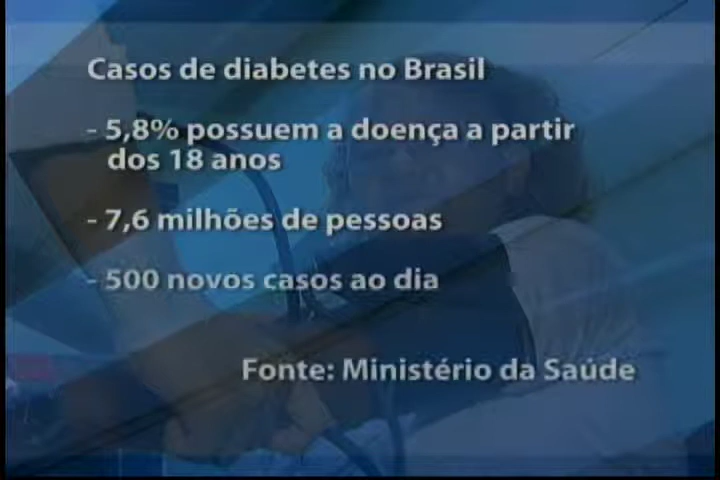 Casos de diabetes no Brasil
- 5,8% possuem a doença a partir
dos 18 anos
- 7,6 milhões de pessoas
- 500 novos casos ao dia
Fonte: Ministério da Saúde